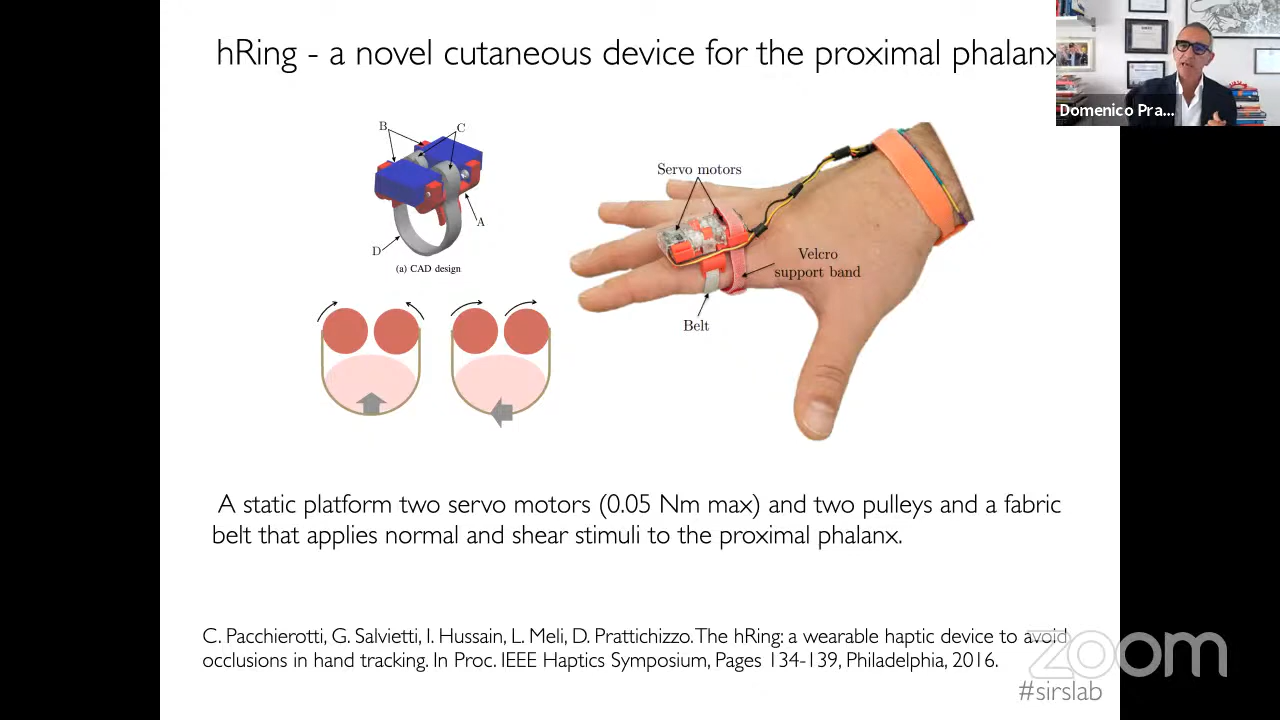 hRing - a novel cutaneous device for the proximal phalanx
Domenico Pra...
B
C
A
D
(a) CAD design
Servo motors
Velcro
support band
Belt
A static platform two servo motors (0.05 Nm max) and two pulleys and a fabric
belt that applies normal and shear stimuli to the proximal phalanx.
C. Pacchierotti, G. Salvietti, I. Hussain, L. Meli, D. Prattichizzo. The hRing: a wearable haptic device to avoid
occlusions in hand tracking. In Proc. IEEE Haptics Symposium, Pages 134-139, Philadelphia, 2016.
zoom
#sirslab